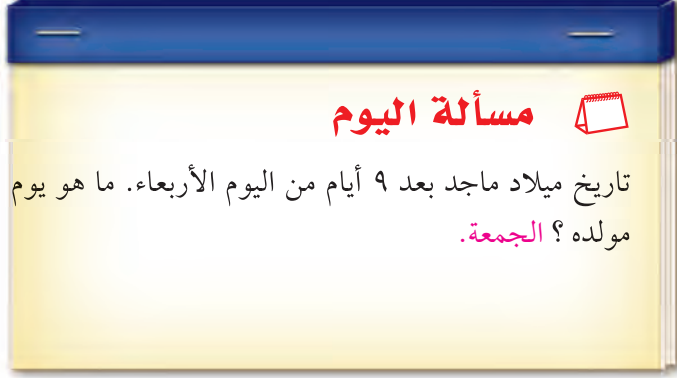 مسألة اليوم
تاريخ ميلاد ماجد بعد ٩ أيام من اليوم الأربعاء. ما هو يوم
مولده ؟ الجمعة.